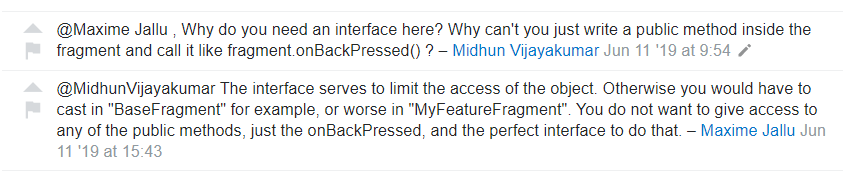 @Maxime Jallu , Why do you need an interface here? Why can't you just write a public method inside the
fragment and call it like fragment.onBackPressed() ? – Midhun Vijayakumar Jun 11 '19 at 9:54
@MidhunVijayakumar The interface serves to limit the access of the object. Otherwise you would have to
cast in "BaseFragment" for example, or worse in "MyFeatureFragment". You do not want to give access to
any of the public methods, just the onBackPressed, and the perfect interface to do that. – Maxime Jallu Jun
11 '19 at 15:43